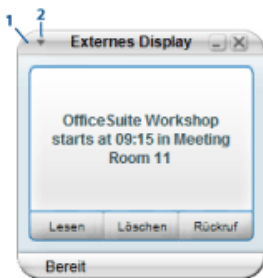 1 2
Externes Display
OfficeSuite Workshop
starts at 09:15 in Meeting
Room 11
Lesen Löschen Rückruf
Bereit